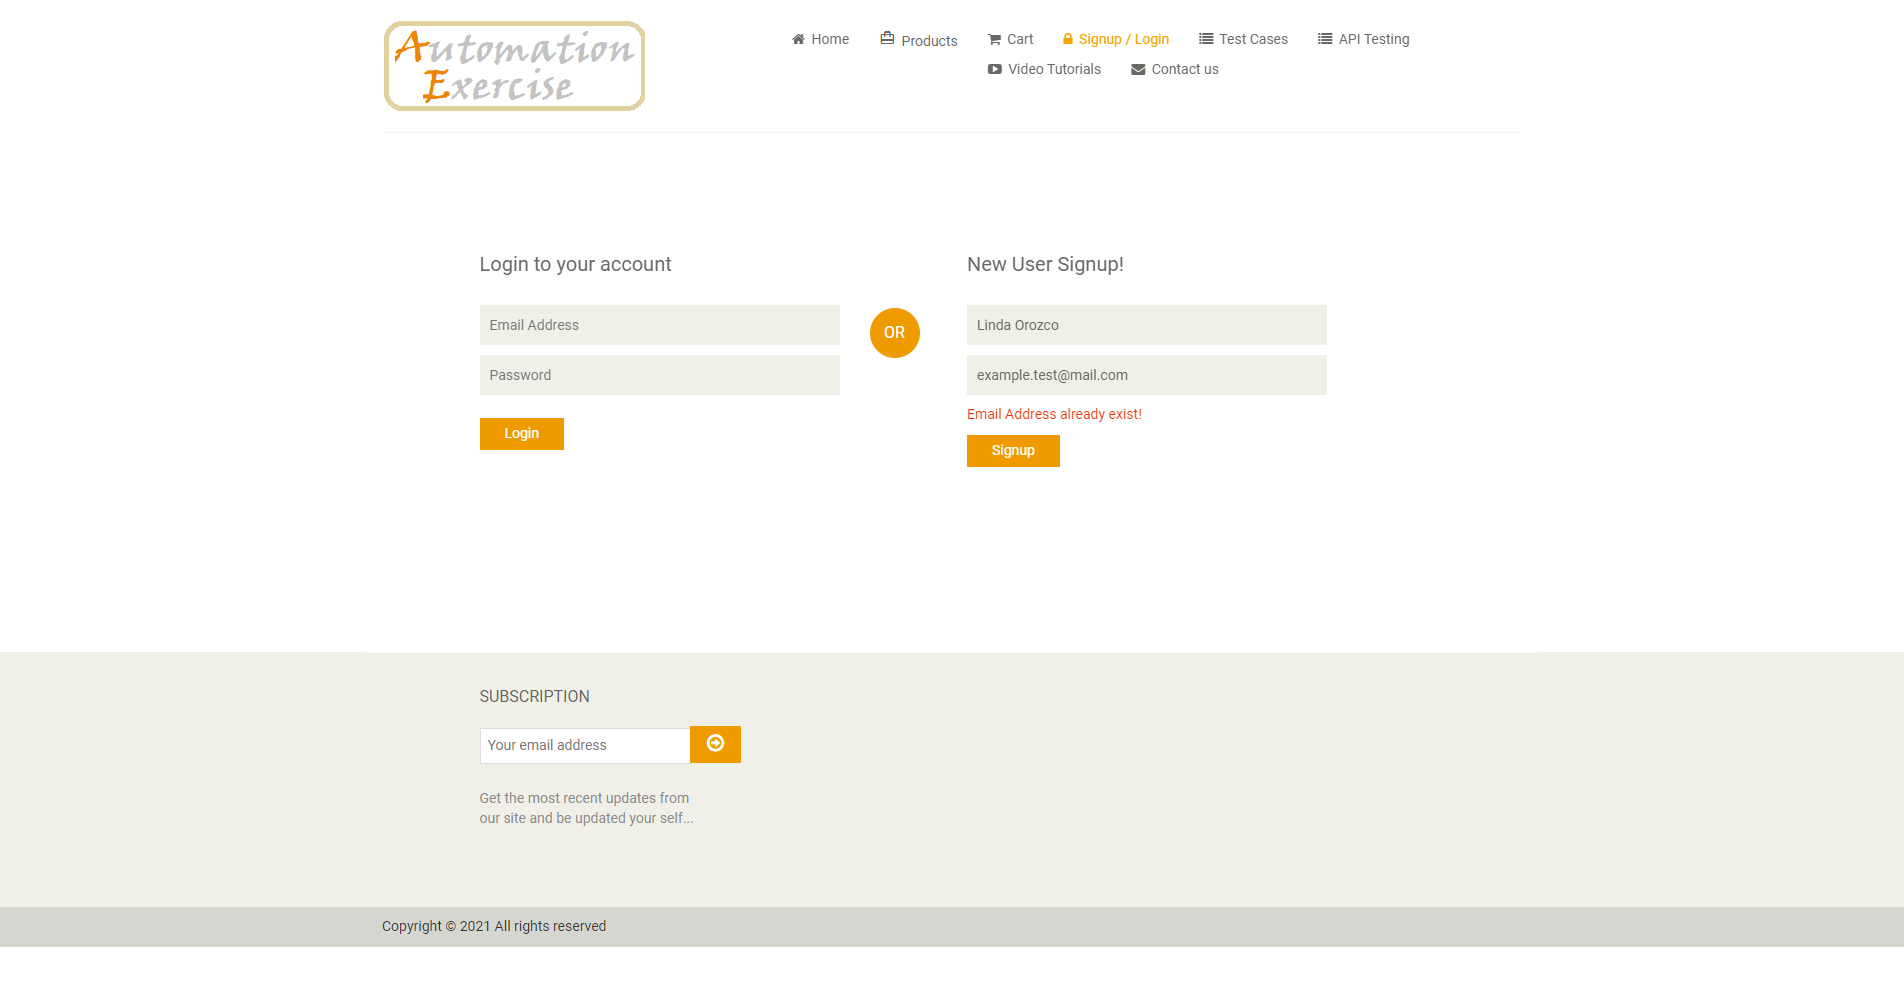 Automation
Exercise
Home Products Cart Signup / Login Test Cases API Testing
Video Tutorials Contact us
Login to your account
Email Address
Password
Login
OR
New User Signup!
Linda Orozco
example.test@mail.com
Email Address already exist!
Signup
SUBSCRIPTION
Your email address
Get the most recent updates from
our site and be updated your self...
Copyright © 2021 All rights reserved